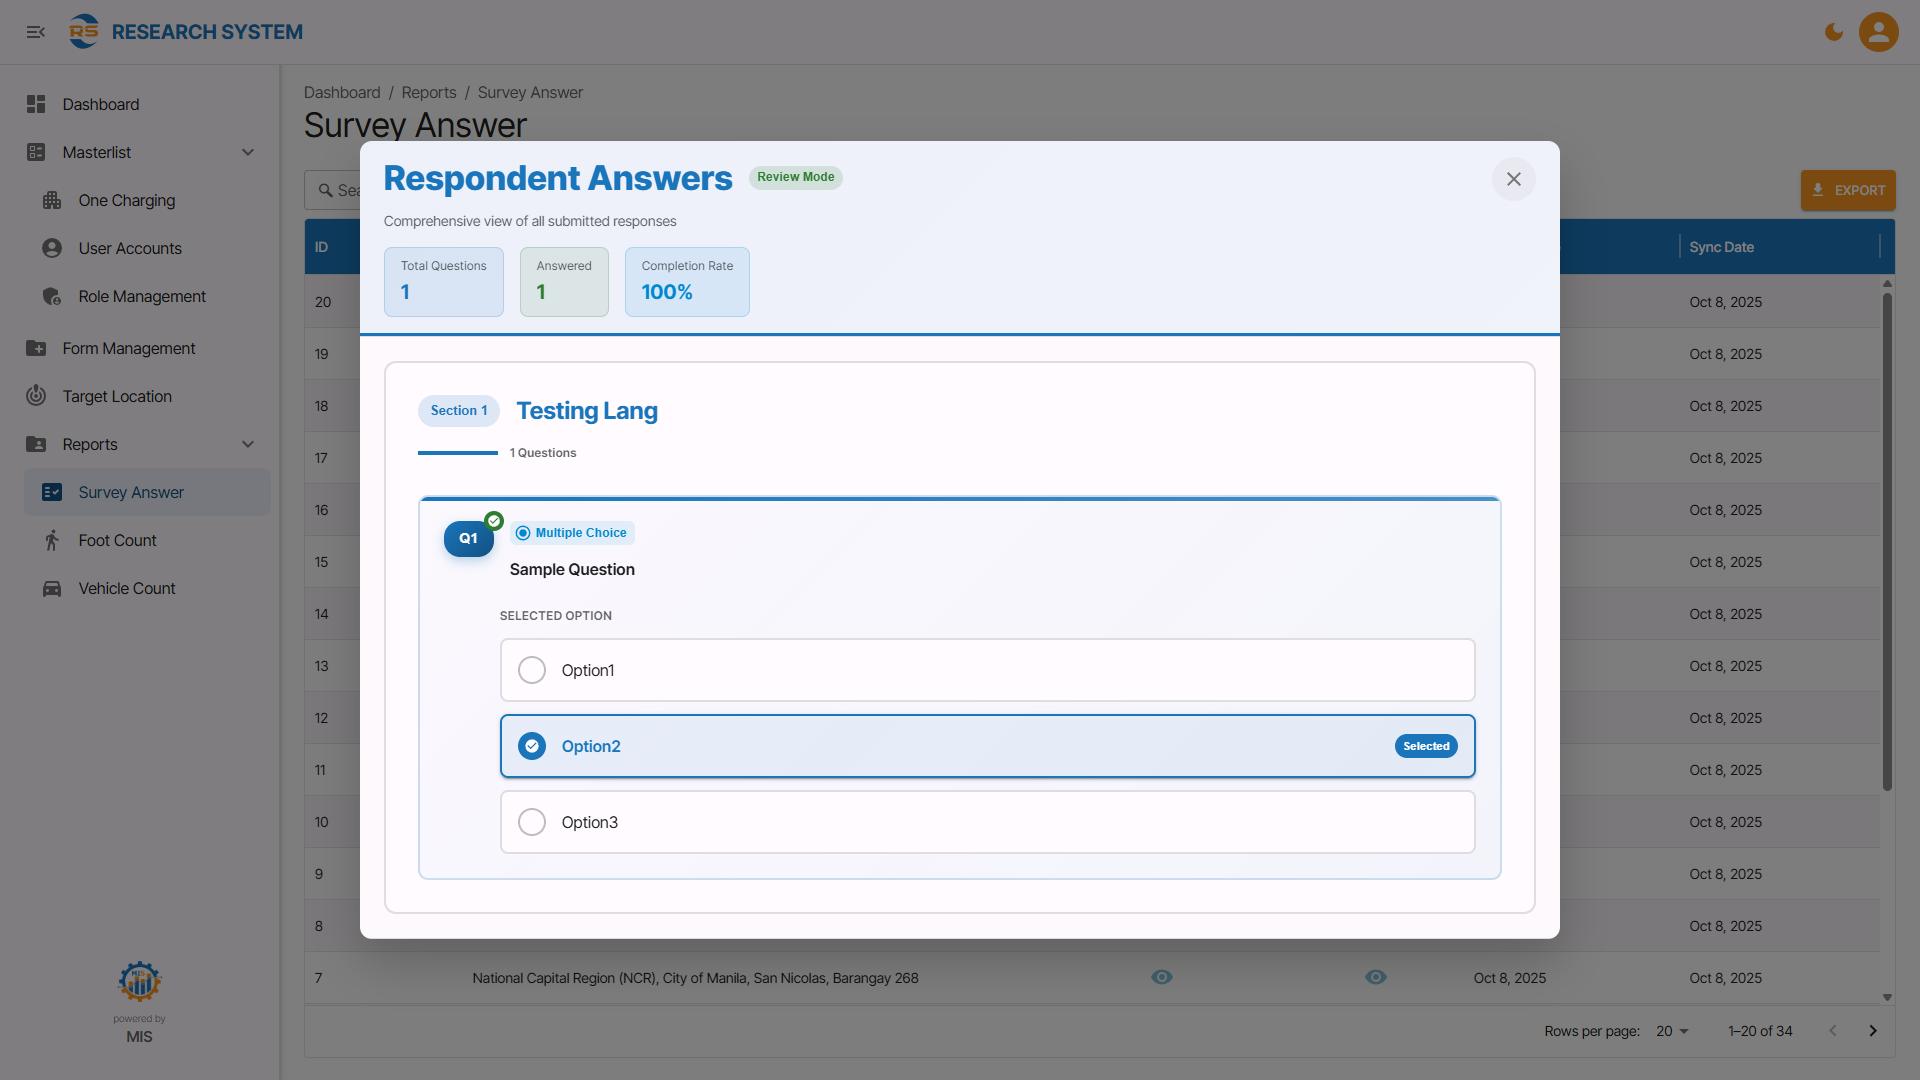 RS RESEARCH SYSTEM
Dashboard
Masterlist
One Charging
User Accounts
Role Management
Form Management
Target Location
Reports
Survey Answer
Foot Count
Vehicle Count
MIS
powered by
MIS
Dashboard / Reports / Survey Answer
Survey Answer
Sea
EXPORT
ID
Sync Date
20
Oct 8, 2025
19
Oct 8, 2025
18
Oct 8, 2025
17
Oct 8, 2025
16
Oct 8, 2025
15
Oct 8, 2025
14
Oct 8, 2025
13
Oct 8, 2025
12
Oct 8, 2025
11
Oct 8, 2025
10
Oct 8, 2025
9
Oct 8, 2025
8
Oct 8, 2025
7 National Capital Region (NCR), City of Manila, San Nicolas, Barangay 268 Oct 8, 2025 Oct 8, 2025
Rows per page: 20 1–20 of 34
Respondent Answers Review Mode
Comprehensive view of all submitted responses
Total Questions
1
Answered
1
Completion Rate
100%
Section 1 Testing Lang
1 Questions
Q1 Multiple Choice
Sample Question
SELECTED OPTION
Option1
Option2 Selected
Option3